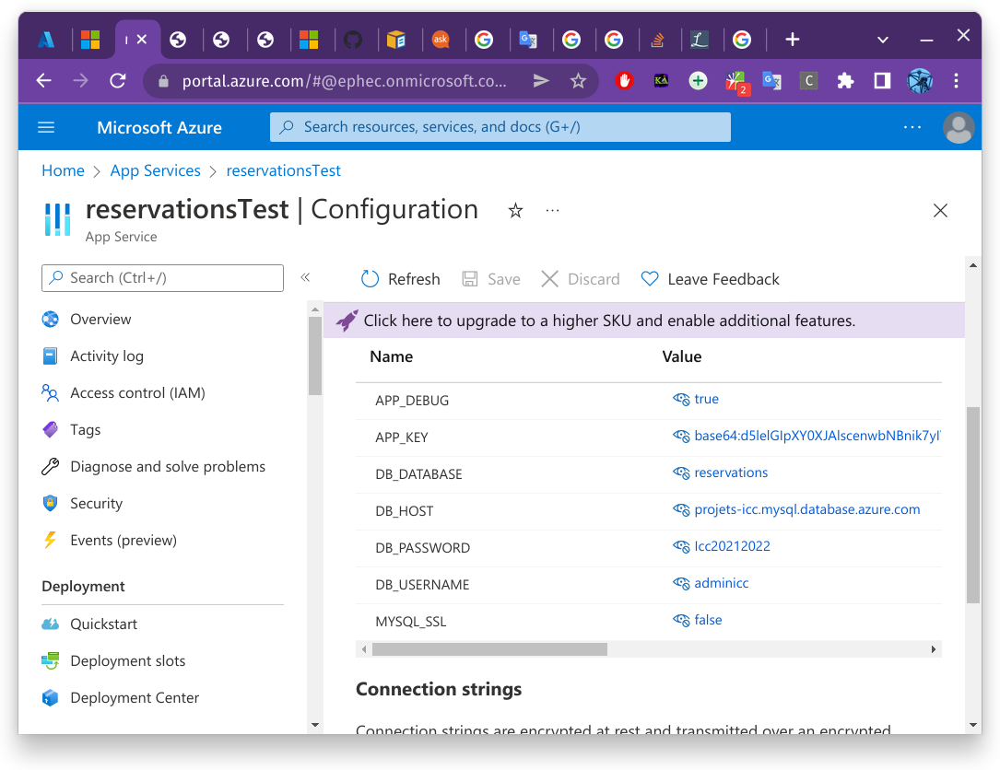 ask
portal.azure.com/#@ephec.onmicrosoft.co...
2
C
Microsoft Azure
Search resources, services, and docs (G+/)
Home > App Services > reservationsTest
reservationsTest | Configuration
App Service
Search (Ctrl+/)
Refresh
Save
Discard
Leave Feedback
Click here to upgrade to a higher SKU and enable additional features.
Overview
Activity log
Access control (IAM)
Tags
Diagnose and solve problems
Security
Events (preview)
Deployment
Quickstart
Deployment slots
Deployment Center
Name Value
APP_DEBUG true
APP_KEY
DB_DATABASE reservations
DB_HOST projets-icc.mysql.database.azure.com
DB_PASSWORD Icc20212022
DB_USERNAME adminicc
MYSQL_SSL false
Connection strings
Connection strings are encrypted at rest and transmitted over an encrypted